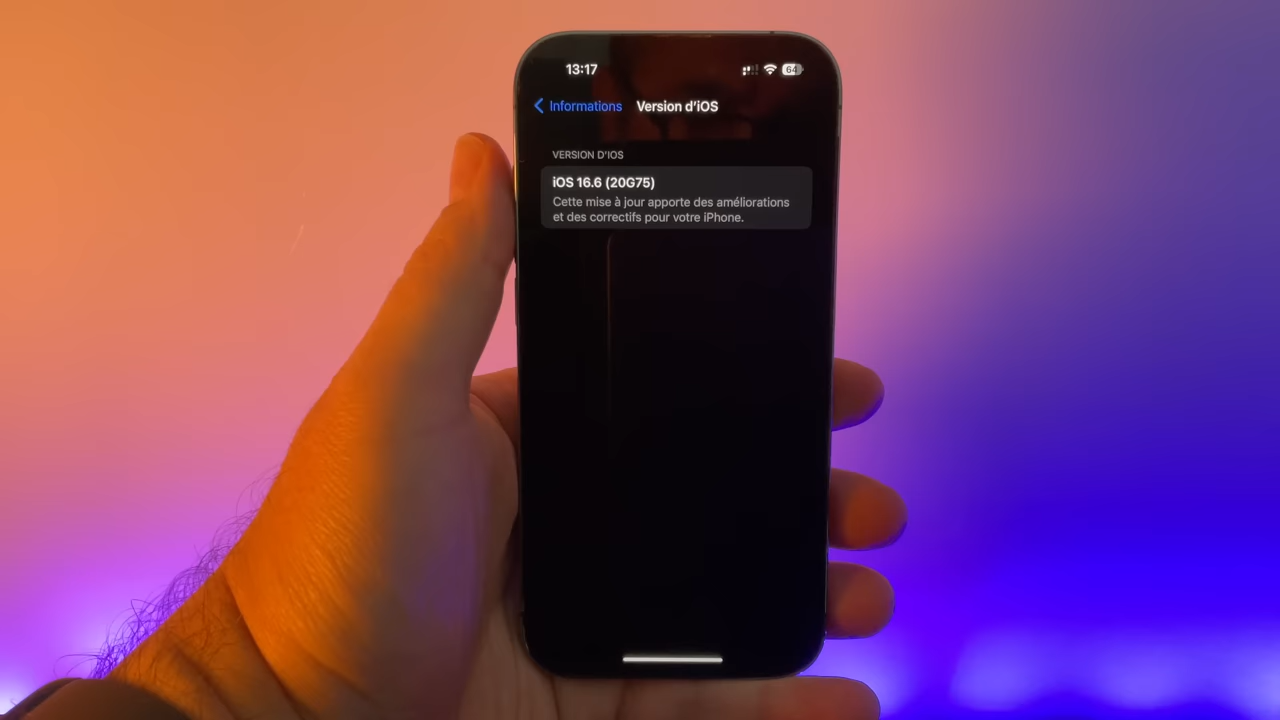 13:17 64
Informations Version d’iOS
VERSION D’IOS
iOS 16.6 (20G75)
Cette mise à jour apporte des améliorations
et des correctifs pour votre iPhone.